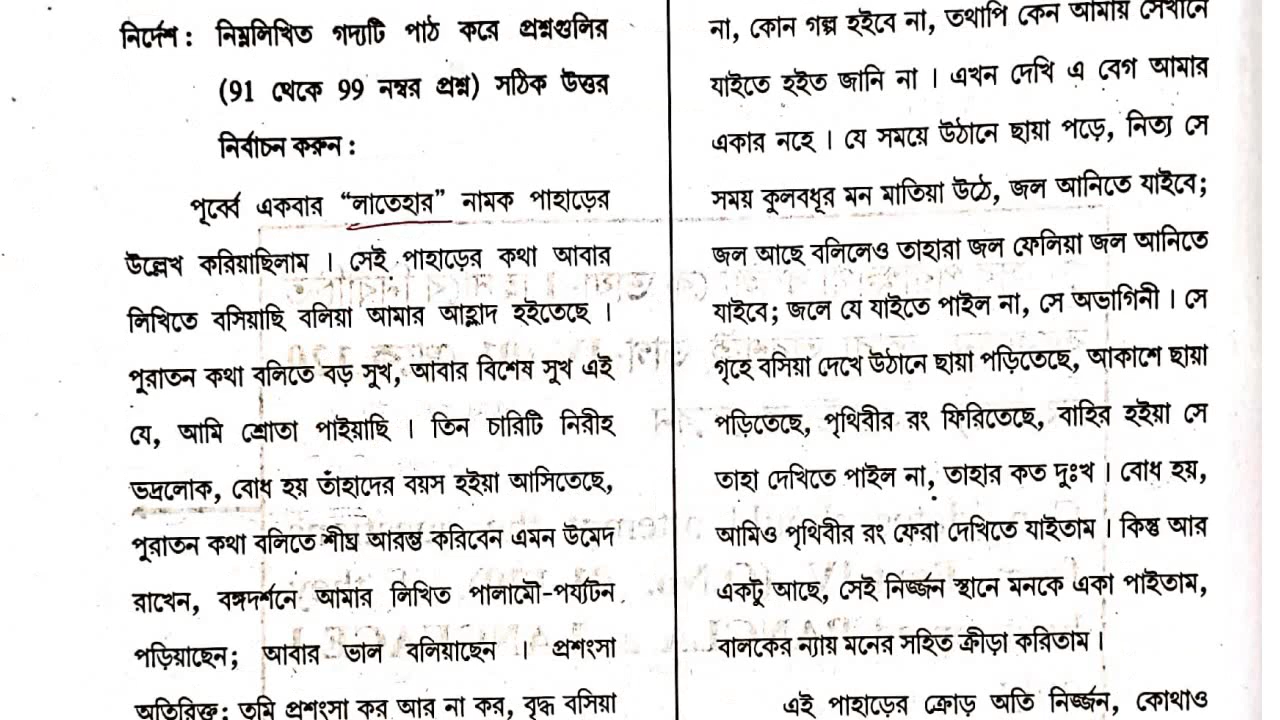 নির্দেশ : নিম্নলিখিত গদ্যটি পাঠ করে প্রশ্নগুলির
(91 থেকে 99 নম্বর প্রশ্ন) সঠিক উত্তর
নির্বাচন করুন :
পূর্ব্বে একবার “লাতেহার” নামক পাহাড়ের
উল্লেখ করিয়াছিলাম । সেই পাহাড়ের কথা আবার
লিখিতে বসিয়াছি বলিয়া আমার আহ্লাদ হইতেছে ।
পুরাতন কথা বলিতে বড় সুখ, আবার বিশেষ সুখ এই
যে, আমি শ্রোতা পাইয়াছি । তিন চারিটি নিরীহ
ভদ্রলোক, বোধ হয় তাঁহাদের বয়স হইয়া আসিতেছে,
পুরাতন কথা বলিতে শীঘ্র আরম্ভ করিবেন এমন উমেদ
রাখেন, বঙ্গদর্শনে আমার লিখিত পালামৌ-পর্য্যটন
পড়িয়াছেন; আবার ভাল বলিয়াছেন । প্রশংসা
অতিরিক্ত; তুমি প্রশংসা কর আর না কর, বৃদ্ধ বসিয়া
না, কোন গল্প হইবে না, তথাপি কেন আমায় সেখানে
যাইতে হইত জানি না । এখন দেখি এ বেগ আমার
একার নহে । যে সময়ে উঠানে ছায়া পড়ে, নিত্য সে
সময় কুলবধূর মন মাতিয়া উঠে, জল আনিতে যাইবে;
জল আছে বলিলেও তাহারা জল ফেলিয়া জল আনিতে
যাইবে; জলে যে যাইতে পাইল না, সে অভাগিনী । সে
গৃহে বসিয়া দেখে উঠানে ছায়া পড়িতেছে, আকাশে ছায়া
পড়িতেছে, পৃথিবীর রং ফিরিতেছে, বাহির হইয়া সে
তাহা দেখিতে পাইল না, তাহার কত দুঃখ । বোধ হয়,
আমিও পৃথিবীর রং ফেরা দেখিতে যাইতাম । কিন্তু আর
একটু আছে, সেই নির্জ্জন স্থানে মনকে একা পাইতাম,
বালকের ন্যায় মনের সহিত ক্রীড়া করিতাম ।
এই পাহাড়ের ক্রোড় অতি নির্জ্জন, কোথাও